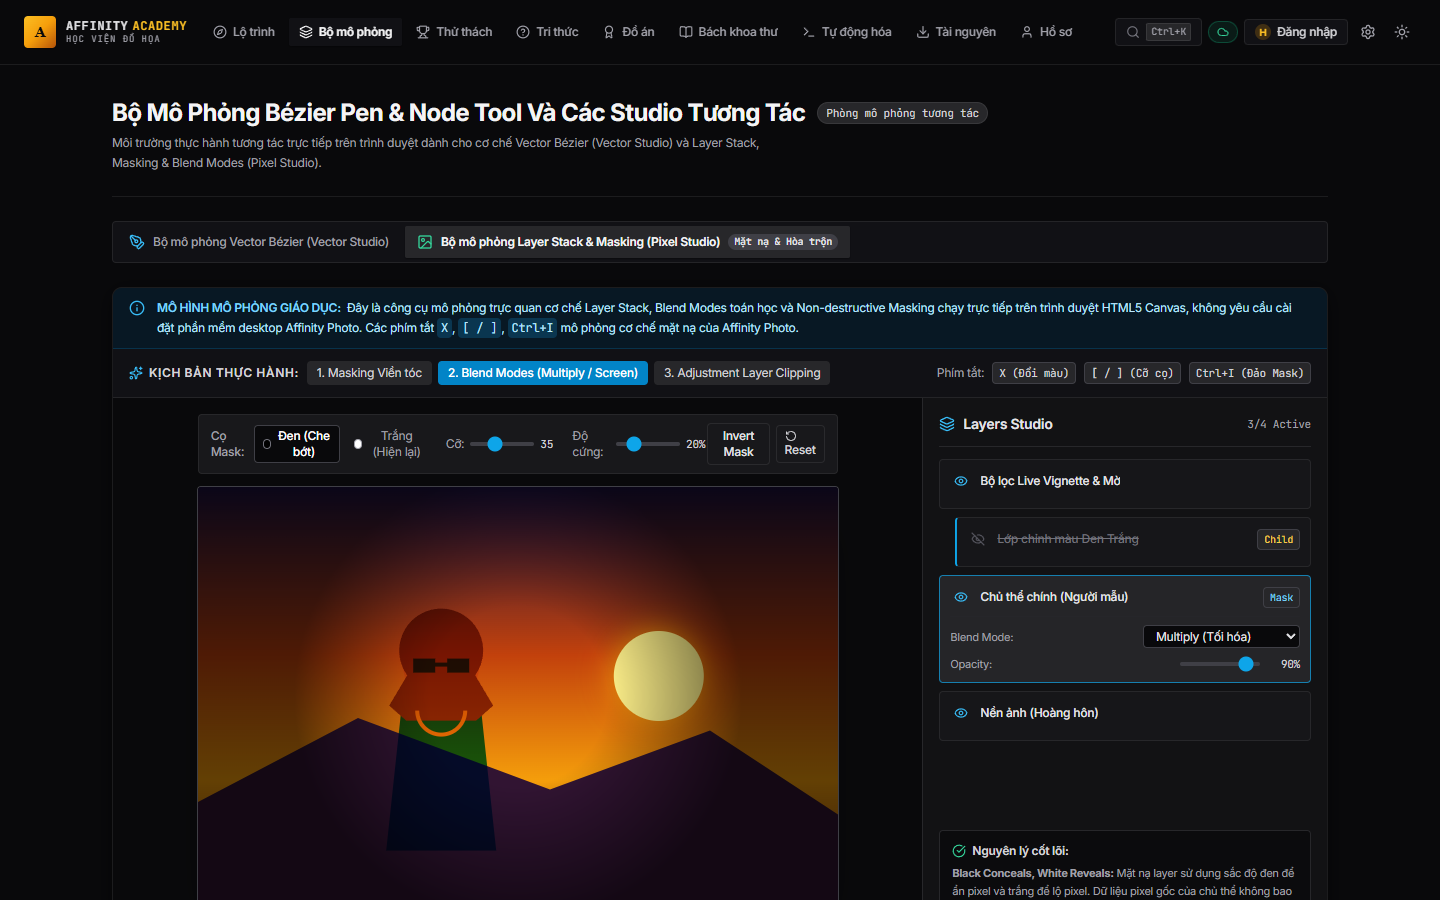 A
AFFINITY ACADEMY
HỌC VIỆN ĐỒ HỌA
Lộ trình
Bộ mô phỏng
Thử thách
Tri thức
Đồ án
Bách khoa thư
Tự động hóa
Tài nguyên
Hồ sơ
Ctrl+K
H
Đăng nhập
Bộ Mô Phỏng Bézier Pen & Node Tool Và Các Studio Tương Tác
Phòng mô phỏng tương tác
Môi trường thực hành tương tác trực tiếp trên trình duyệt dành cho cơ chế Vector Bézier (Vector Studio) và Layer Stack,
Masking & Blend Modes (Pixel Studio).
Bộ mô phỏng Vector Bézier (Vector Studio)
Bộ mô phỏng Layer Stack & Masking (Pixel Studio)
Mặt nạ & Hòa trộn
MÔ HÌNH MÔ PHỎNG GIÁO DỤC: Đây là công cụ mô phỏng trực quan cơ chế Layer Stack, Blend Modes toán học và Non-destructive Masking chạy trực tiếp trên trình duyệt HTML5 Canvas, không yêu cầu cài
đặt phần mềm desktop Affinity Photo. Các phím tắt X , [ / ] , Ctrl+I mô phỏng cơ chế mặt nạ của Affinity Photo.
KỊCH BẢN THỰC HÀNH:
1. Masking Viền tóc
2. Blend Modes (Multiply / Screen)
3. Adjustment Layer Clipping
Phím tắt:
X (Đổi màu)
[ / ] (Cỡ cọ)
Ctrl+I (Đảo Mask)
Cọ
Mask:
Đen (Che
bớt)
Trắng
(Hiện lại)
Cỡ:
35
Độ
cứng:
20%
Invert
Mask
Reset
Layers Studio
3/4 Active
Bộ lọc Live Vignette & Mờ
Lớp chỉnh màu Đen Trắng
Child
Chủ thể chính (Người mẫu)
Mask
Blend Mode:
Multiply (Tối hóa)
Opacity:
90%
Nền ảnh (Hoàng hôn)
Nguyên lý cốt lõi:
Black Conceals, White Reveals: Mặt nạ layer sử dụng sắc độ đen để
ẩn pixel và trắng để lộ pixel. Dữ liệu pixel gốc của chủ thể không bao